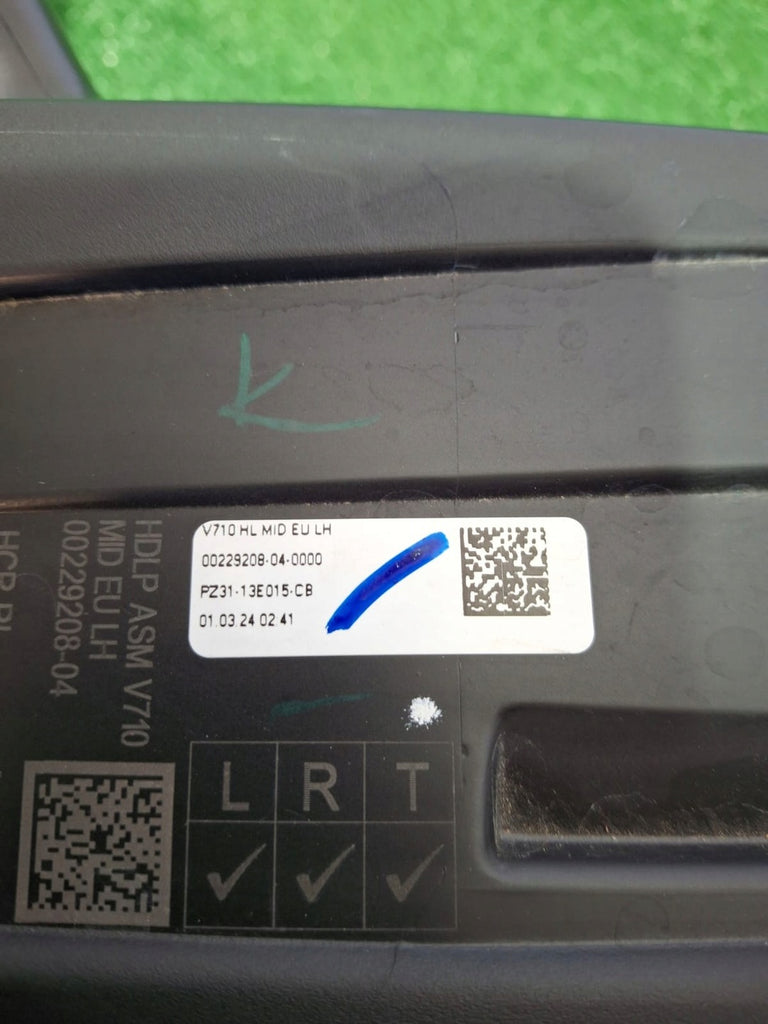 K
V710 HL MID EU LH
00229208-04-0000
PZ31-13E015-CB
01.03.24 02:41
HDLP ASM V710
MID EU LH
00229208-04
L R T